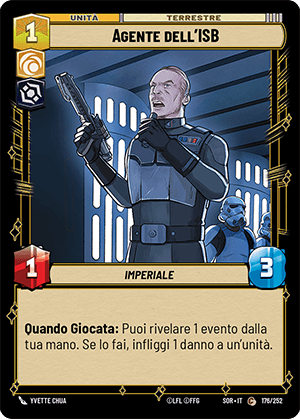 UNITÀ TERRESTRE
1 AGENTE DELL'ISB
1 3
IMPERIALE
Quando Giocata: Puoi rivelare 1 evento dalla
tua mano. Se lo fai, infliggi 1 danno a un'unità.
YVETTE CHUA ©LFL ©FFG SOR•IT C 176/252